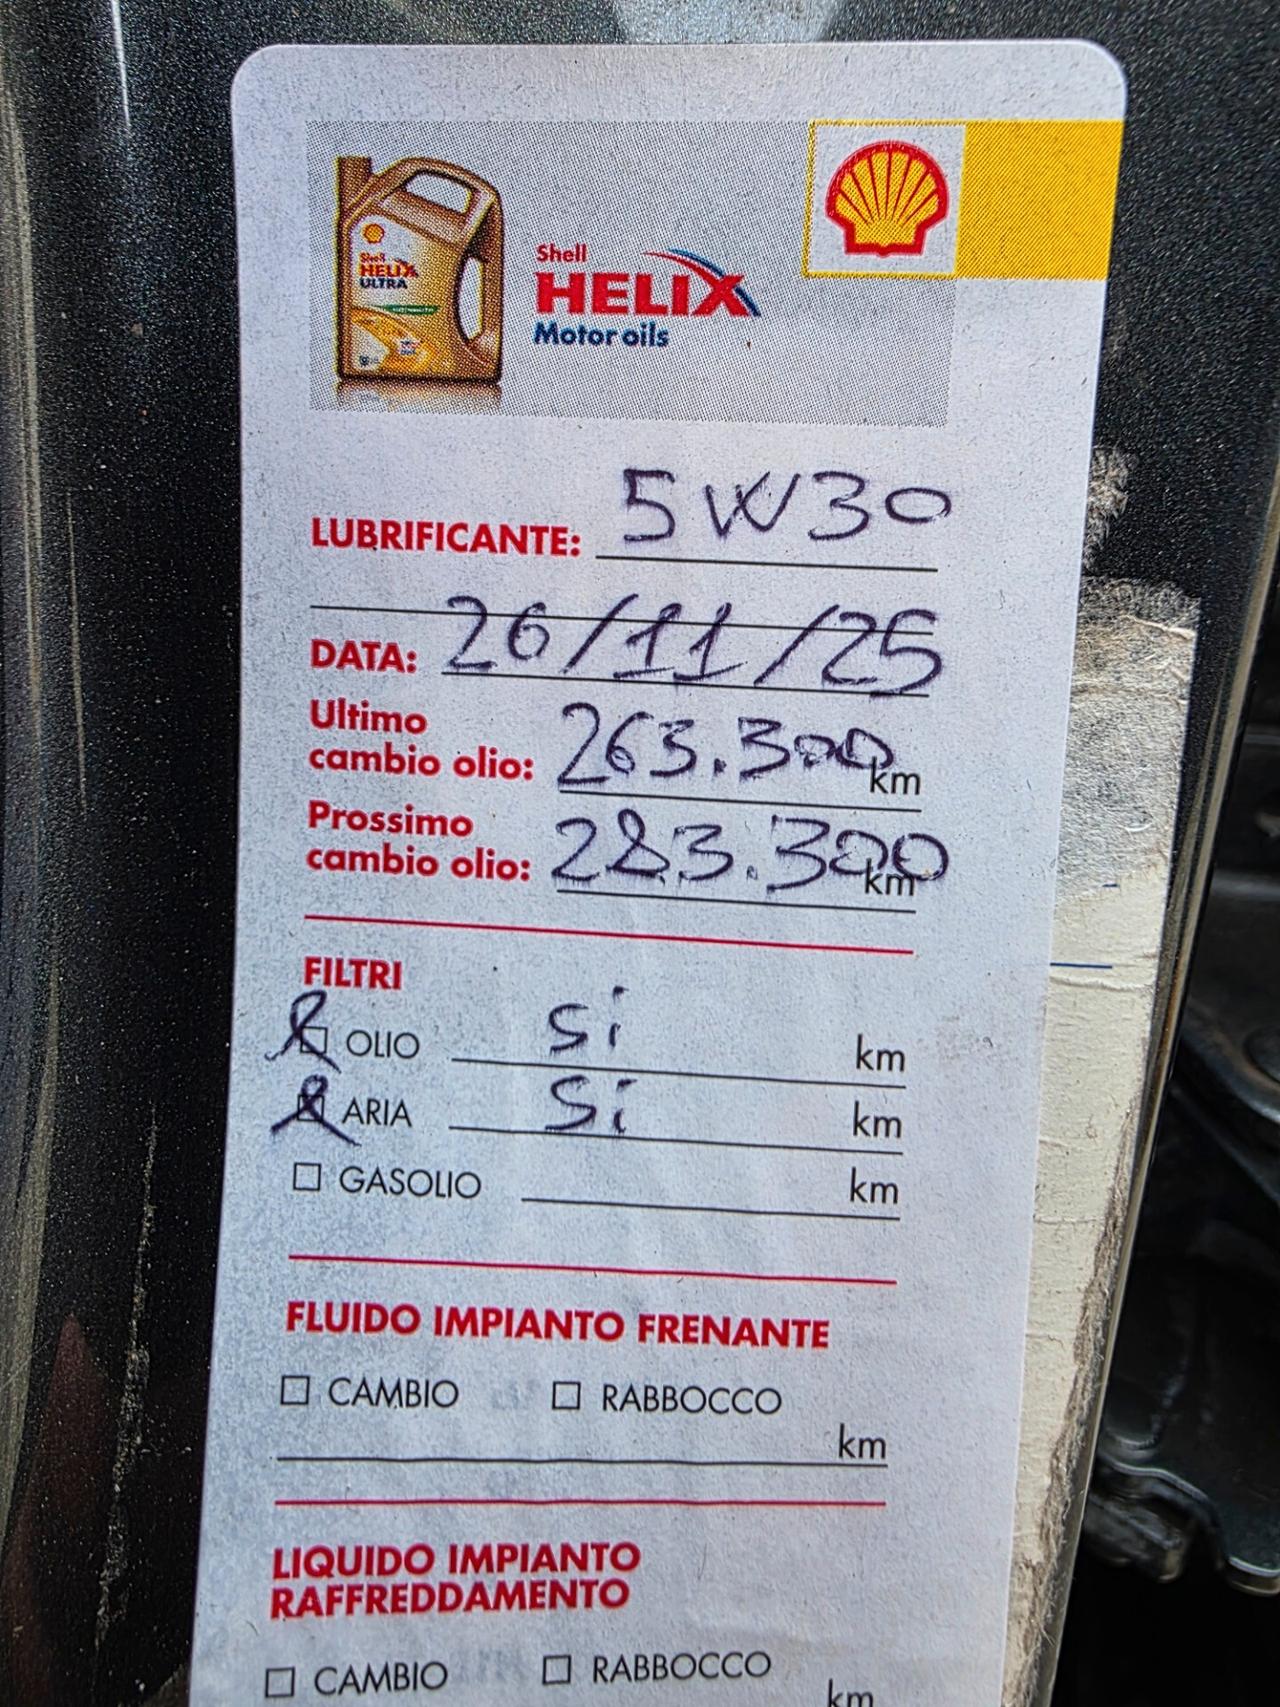 Shell
HELIX
ULTRA
Shell
HELIX
Motor oils
LUBRIFICANTE: 5W30
DATA: 26/11/25
Ultimo
cambio olio: 263.300 km
Prossimo
cambio olio: 283.300 km
FILTRI
OLIO si km
ARIA si km
GASOLIO km
FLUIDO IMPIANTO FRENANTE
CAMBIO RABBOCCO
km
LIQUIDO IMPIANTO
RAFFREDDAMENTO
CAMBIO RABBOCCO
km